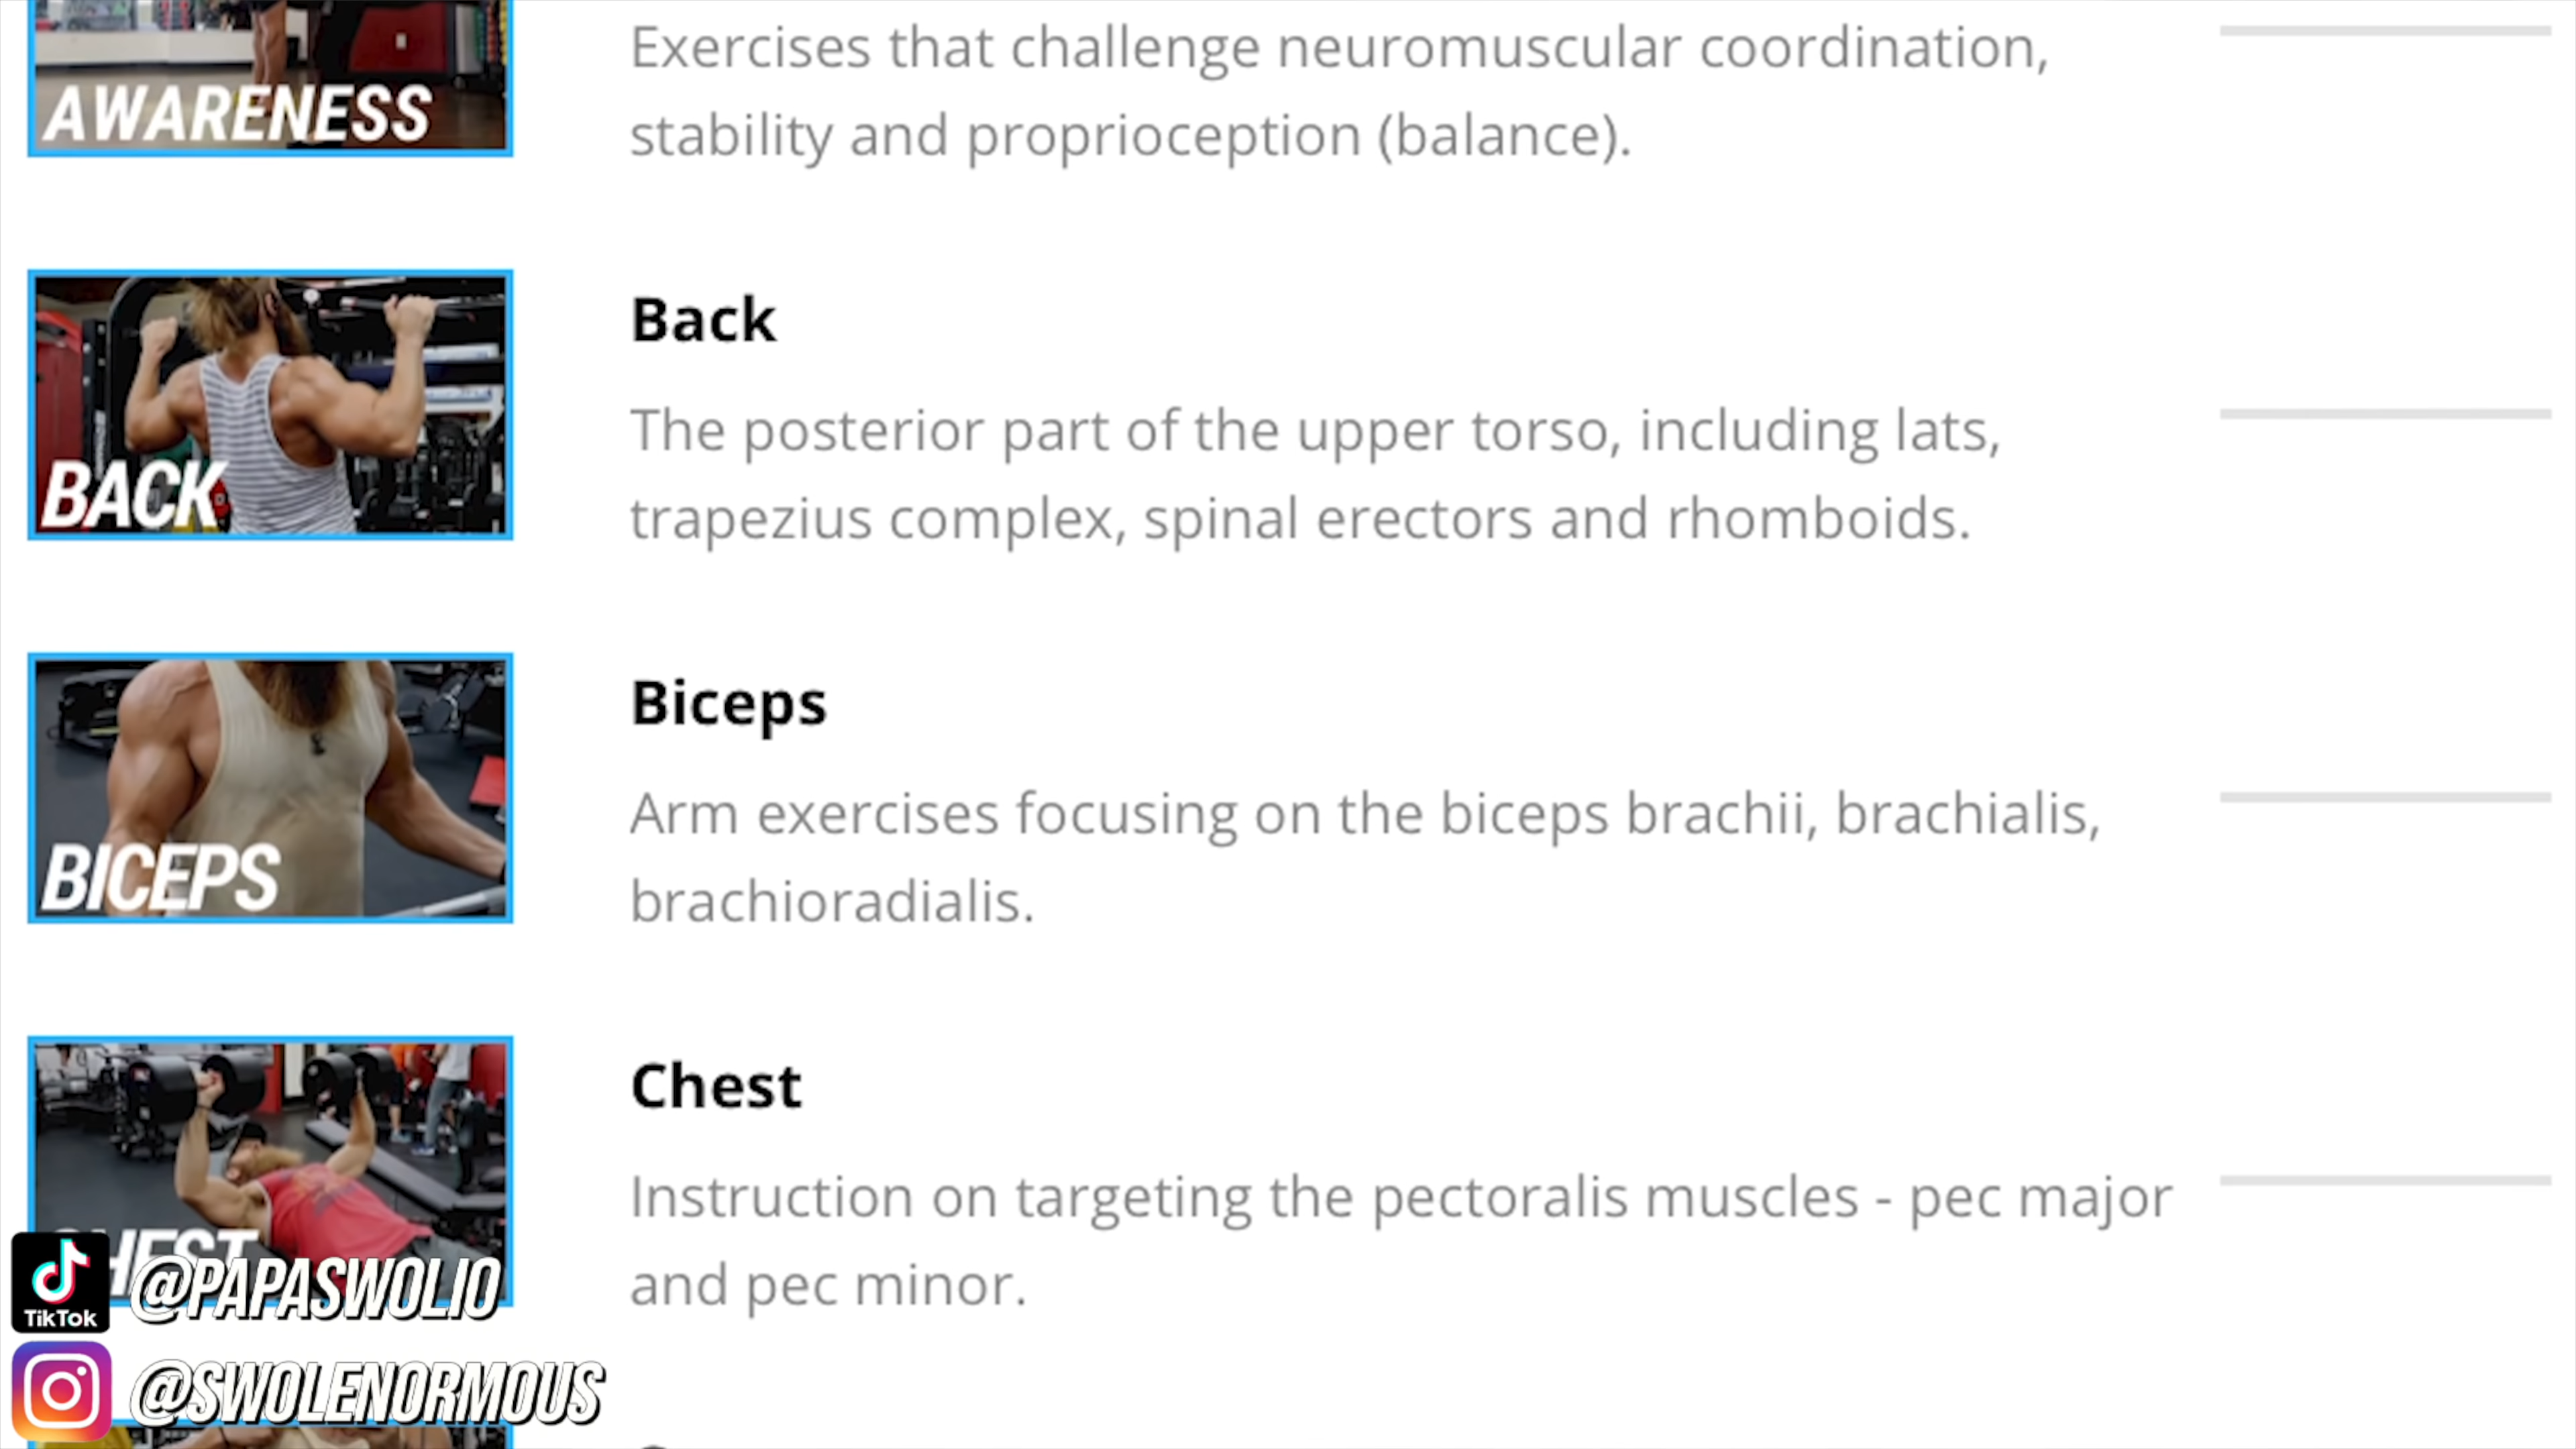 AWARENESS
Exercises that challenge neuromuscular coordination,
stability and proprioception (balance).
BACK
Back
The posterior part of the upper torso, including lats,
trapezius complex, spinal erectors and rhomboids.
BICEPS
Biceps
Arm exercises focusing on the biceps brachii, brachialis,
brachioradialis.
Chest
Instruction on targeting the pectoralis muscles - pec major
and pec minor.
TikTok
@PAPASWOLIO
@SWOLENORMOUS